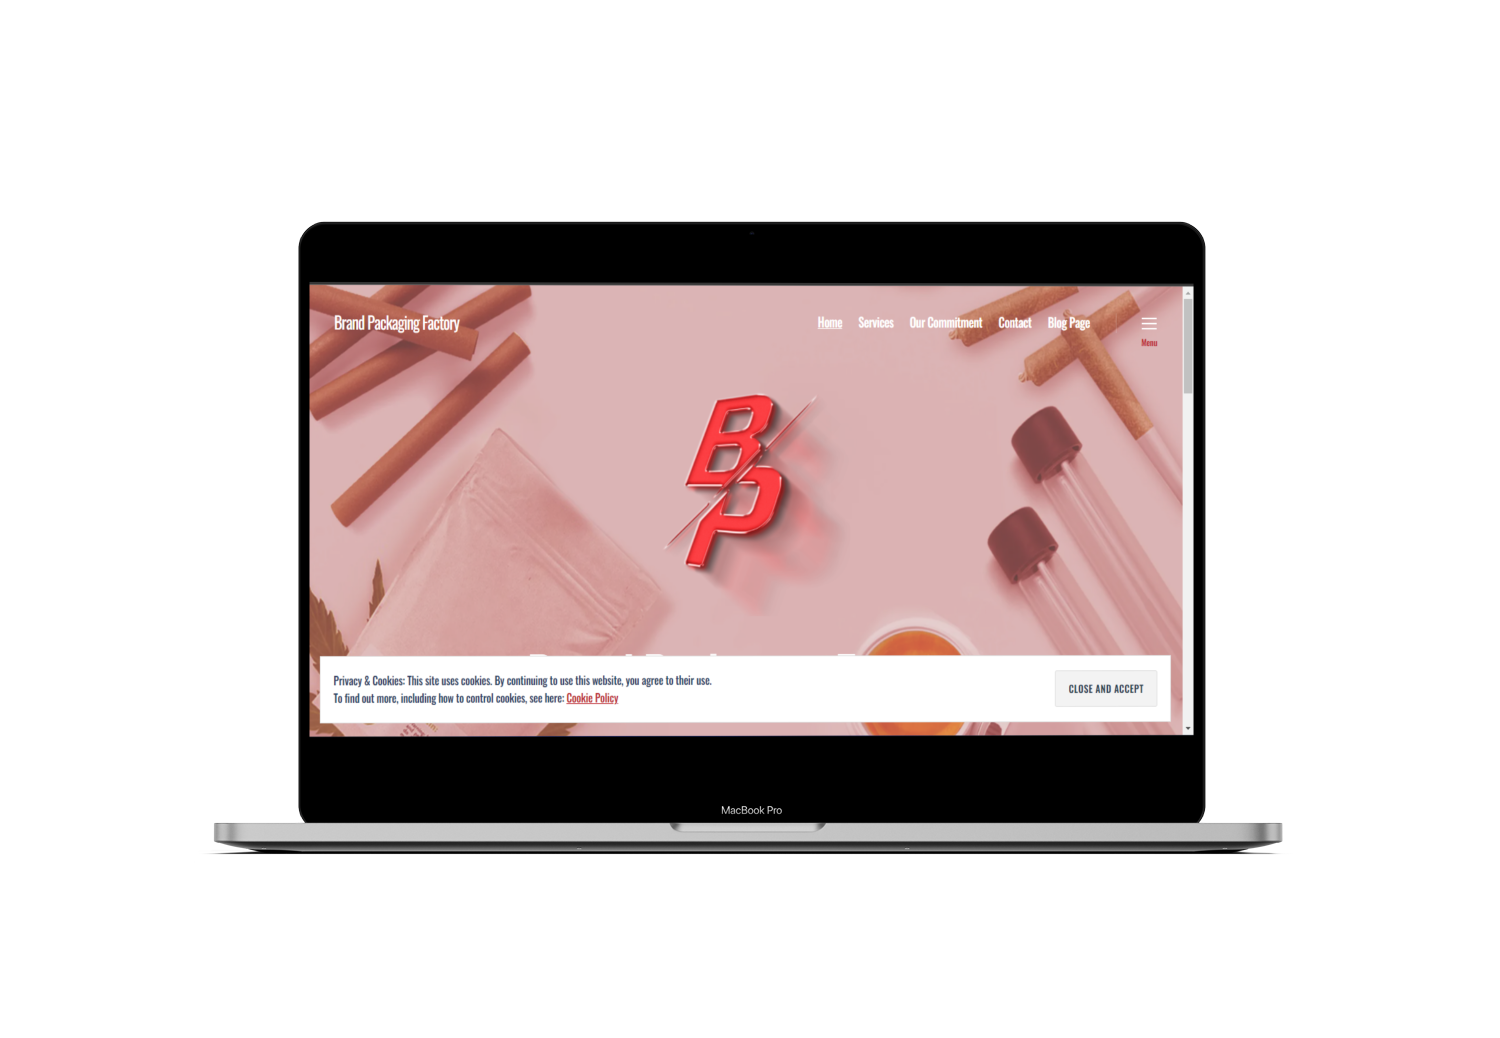 Brand Packaging Factory
Home Services Our Commitment Contact Blog Page
Menu
BP
Privacy & Cookies: This site uses cookies. By continuing to use this website, you agree to their use.
To find out more, including how to control cookies, see here: Cookie Policy
CLOSE AND ACCEPT
MacBook Pro